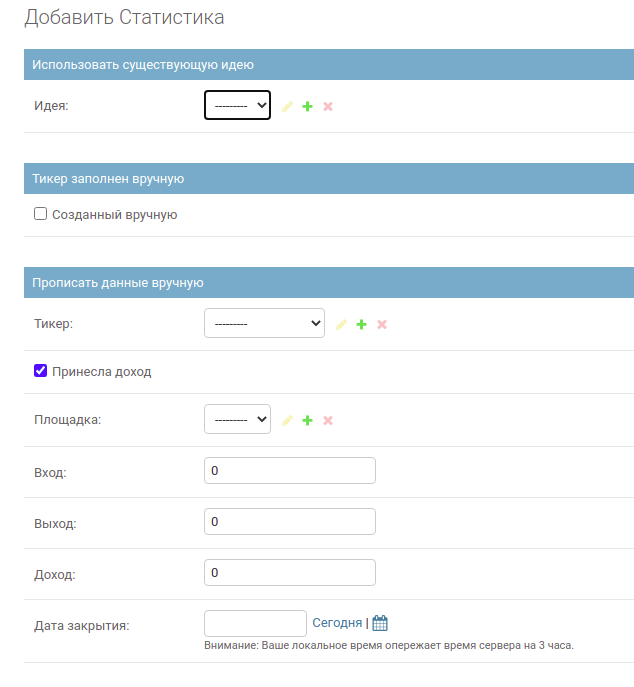 Добавить Статистика
Использовать существующую идею
Идея: ---------
Тикер заполнен вручную
Созданный вручную
Прописать данные вручную
Тикер: ---------
Принесла доход
Площадка: ---------
Вход: 0
Выход: 0
Доход: 0
Дата закрытия: Сегодня |
Внимание: Ваше локальное время опережает время сервера на 3 часа.